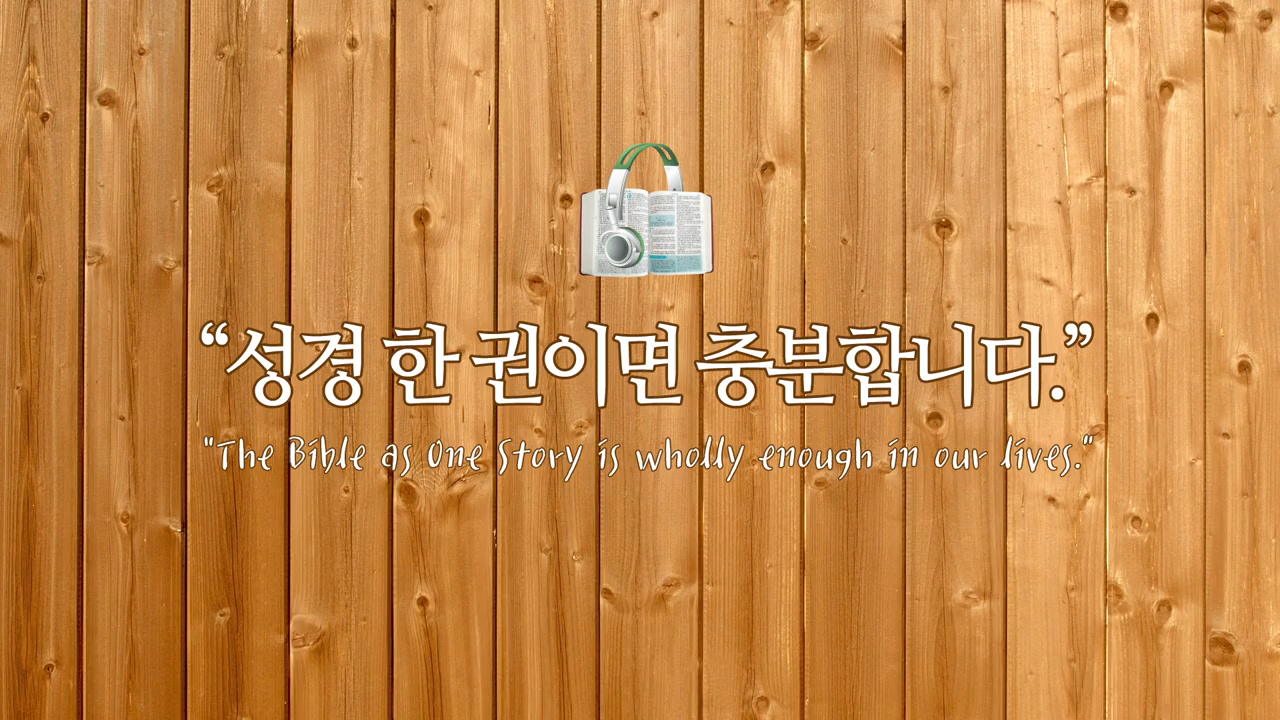 “성경 한 권이면 충분합니다.”
"The Bible as One Story is wholly enough in our lives."